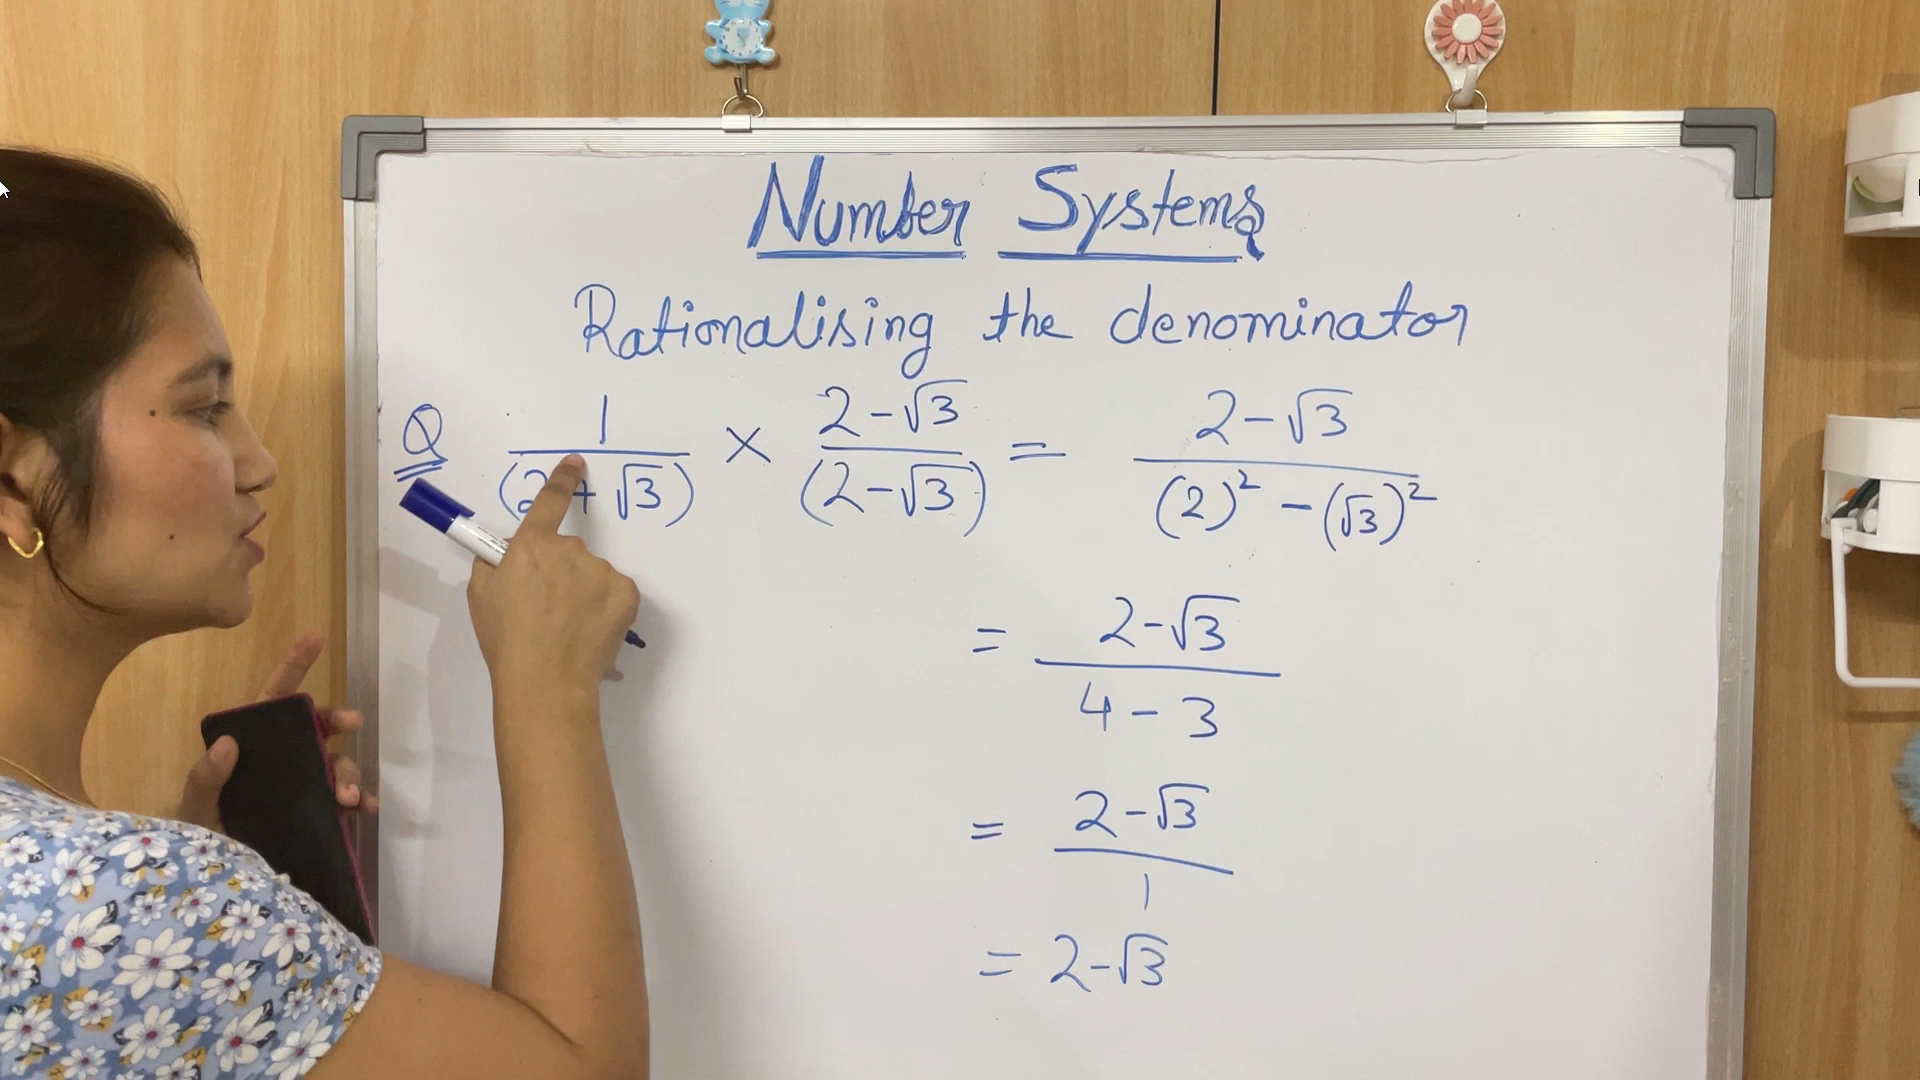 Number Systems
Rationalising the denominator
Q 1/(2 + √3) × (2 - √3)/(2 - √3) = (2 - √3)/((2)² - (√3)²)
= (2 - √3)/(4 - 3)
= (2 - √3)/1
= 2 - √3